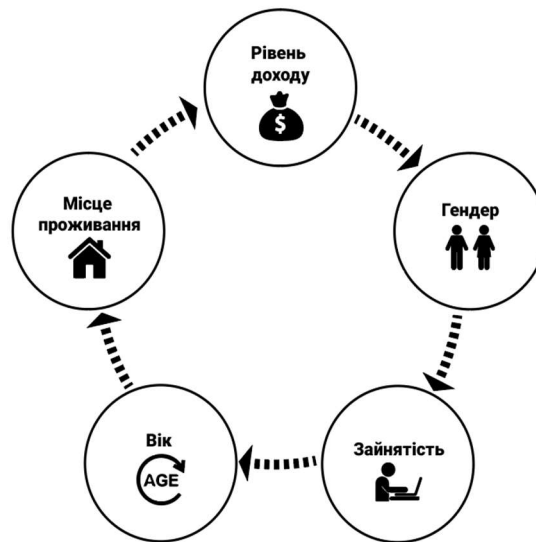 Рівень
доходу
$
Гендер
Зайнятість
Вік
AGE
Місце
проживання